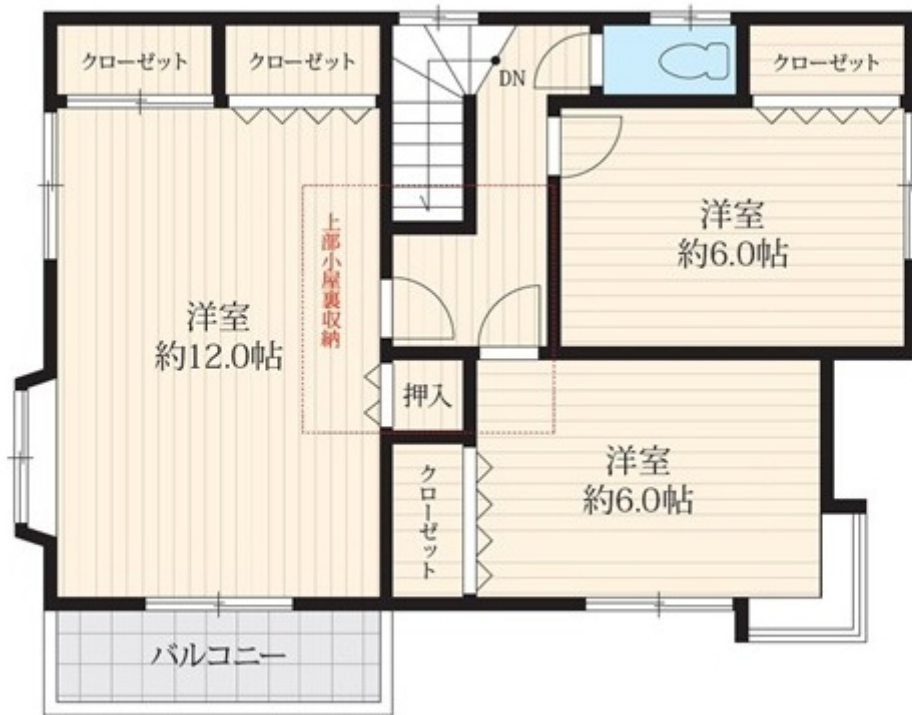 クローゼット
クローゼット
DN
クローゼット
洋室
約6.0帖
上部小屋裏収納
洋室
約12.0帖
押入
クローゼット
洋室
約6.0帖
バルコニー